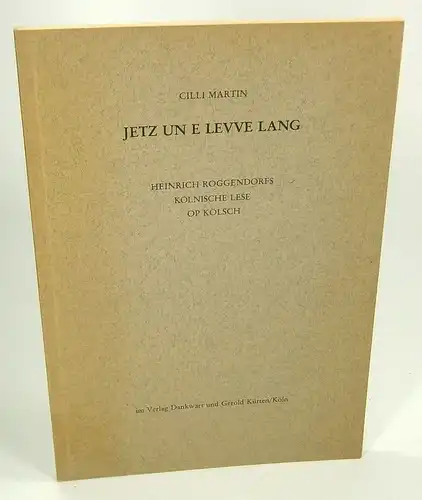 CILLI MARTIN
JETZ UN E LEVVE LANG
HEINRICH ROGGENDORFS
KÖLNISCHE LESE
OP KÖLSCH
im Verlag Dankwart und Gerold Kürten/Köln